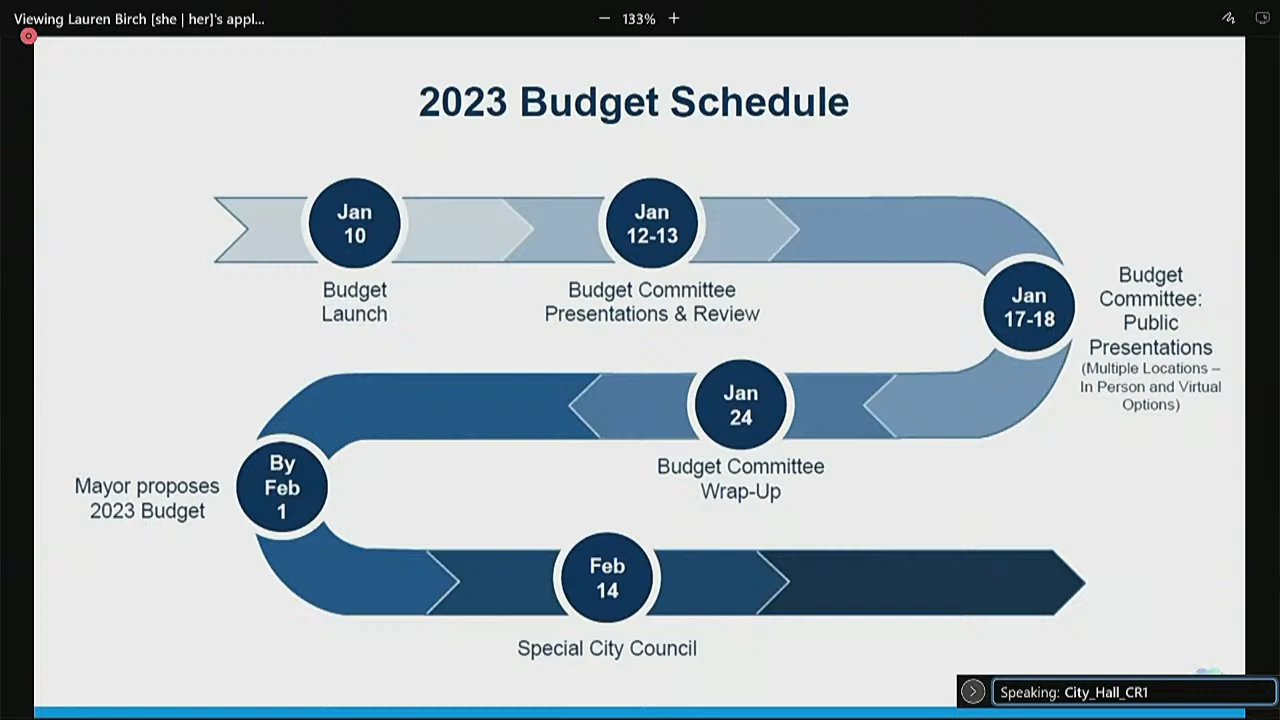 Viewing Lauren Birch [she | her]'s appl...
133%
2023 Budget Schedule
Jan
10
Budget
Launch
Jan
12-13
Budget Committee
Presentations & Review
Jan
17-18
Budget
Committee:
Public
Presentations
(Multiple Locations –
In Person and Virtual
Options)
Jan
24
Budget Committee
Wrap-Up
By
Feb
1
Mayor proposes
2023 Budget
Feb
14
Special City Council
Speaking: City_Hall_CR1